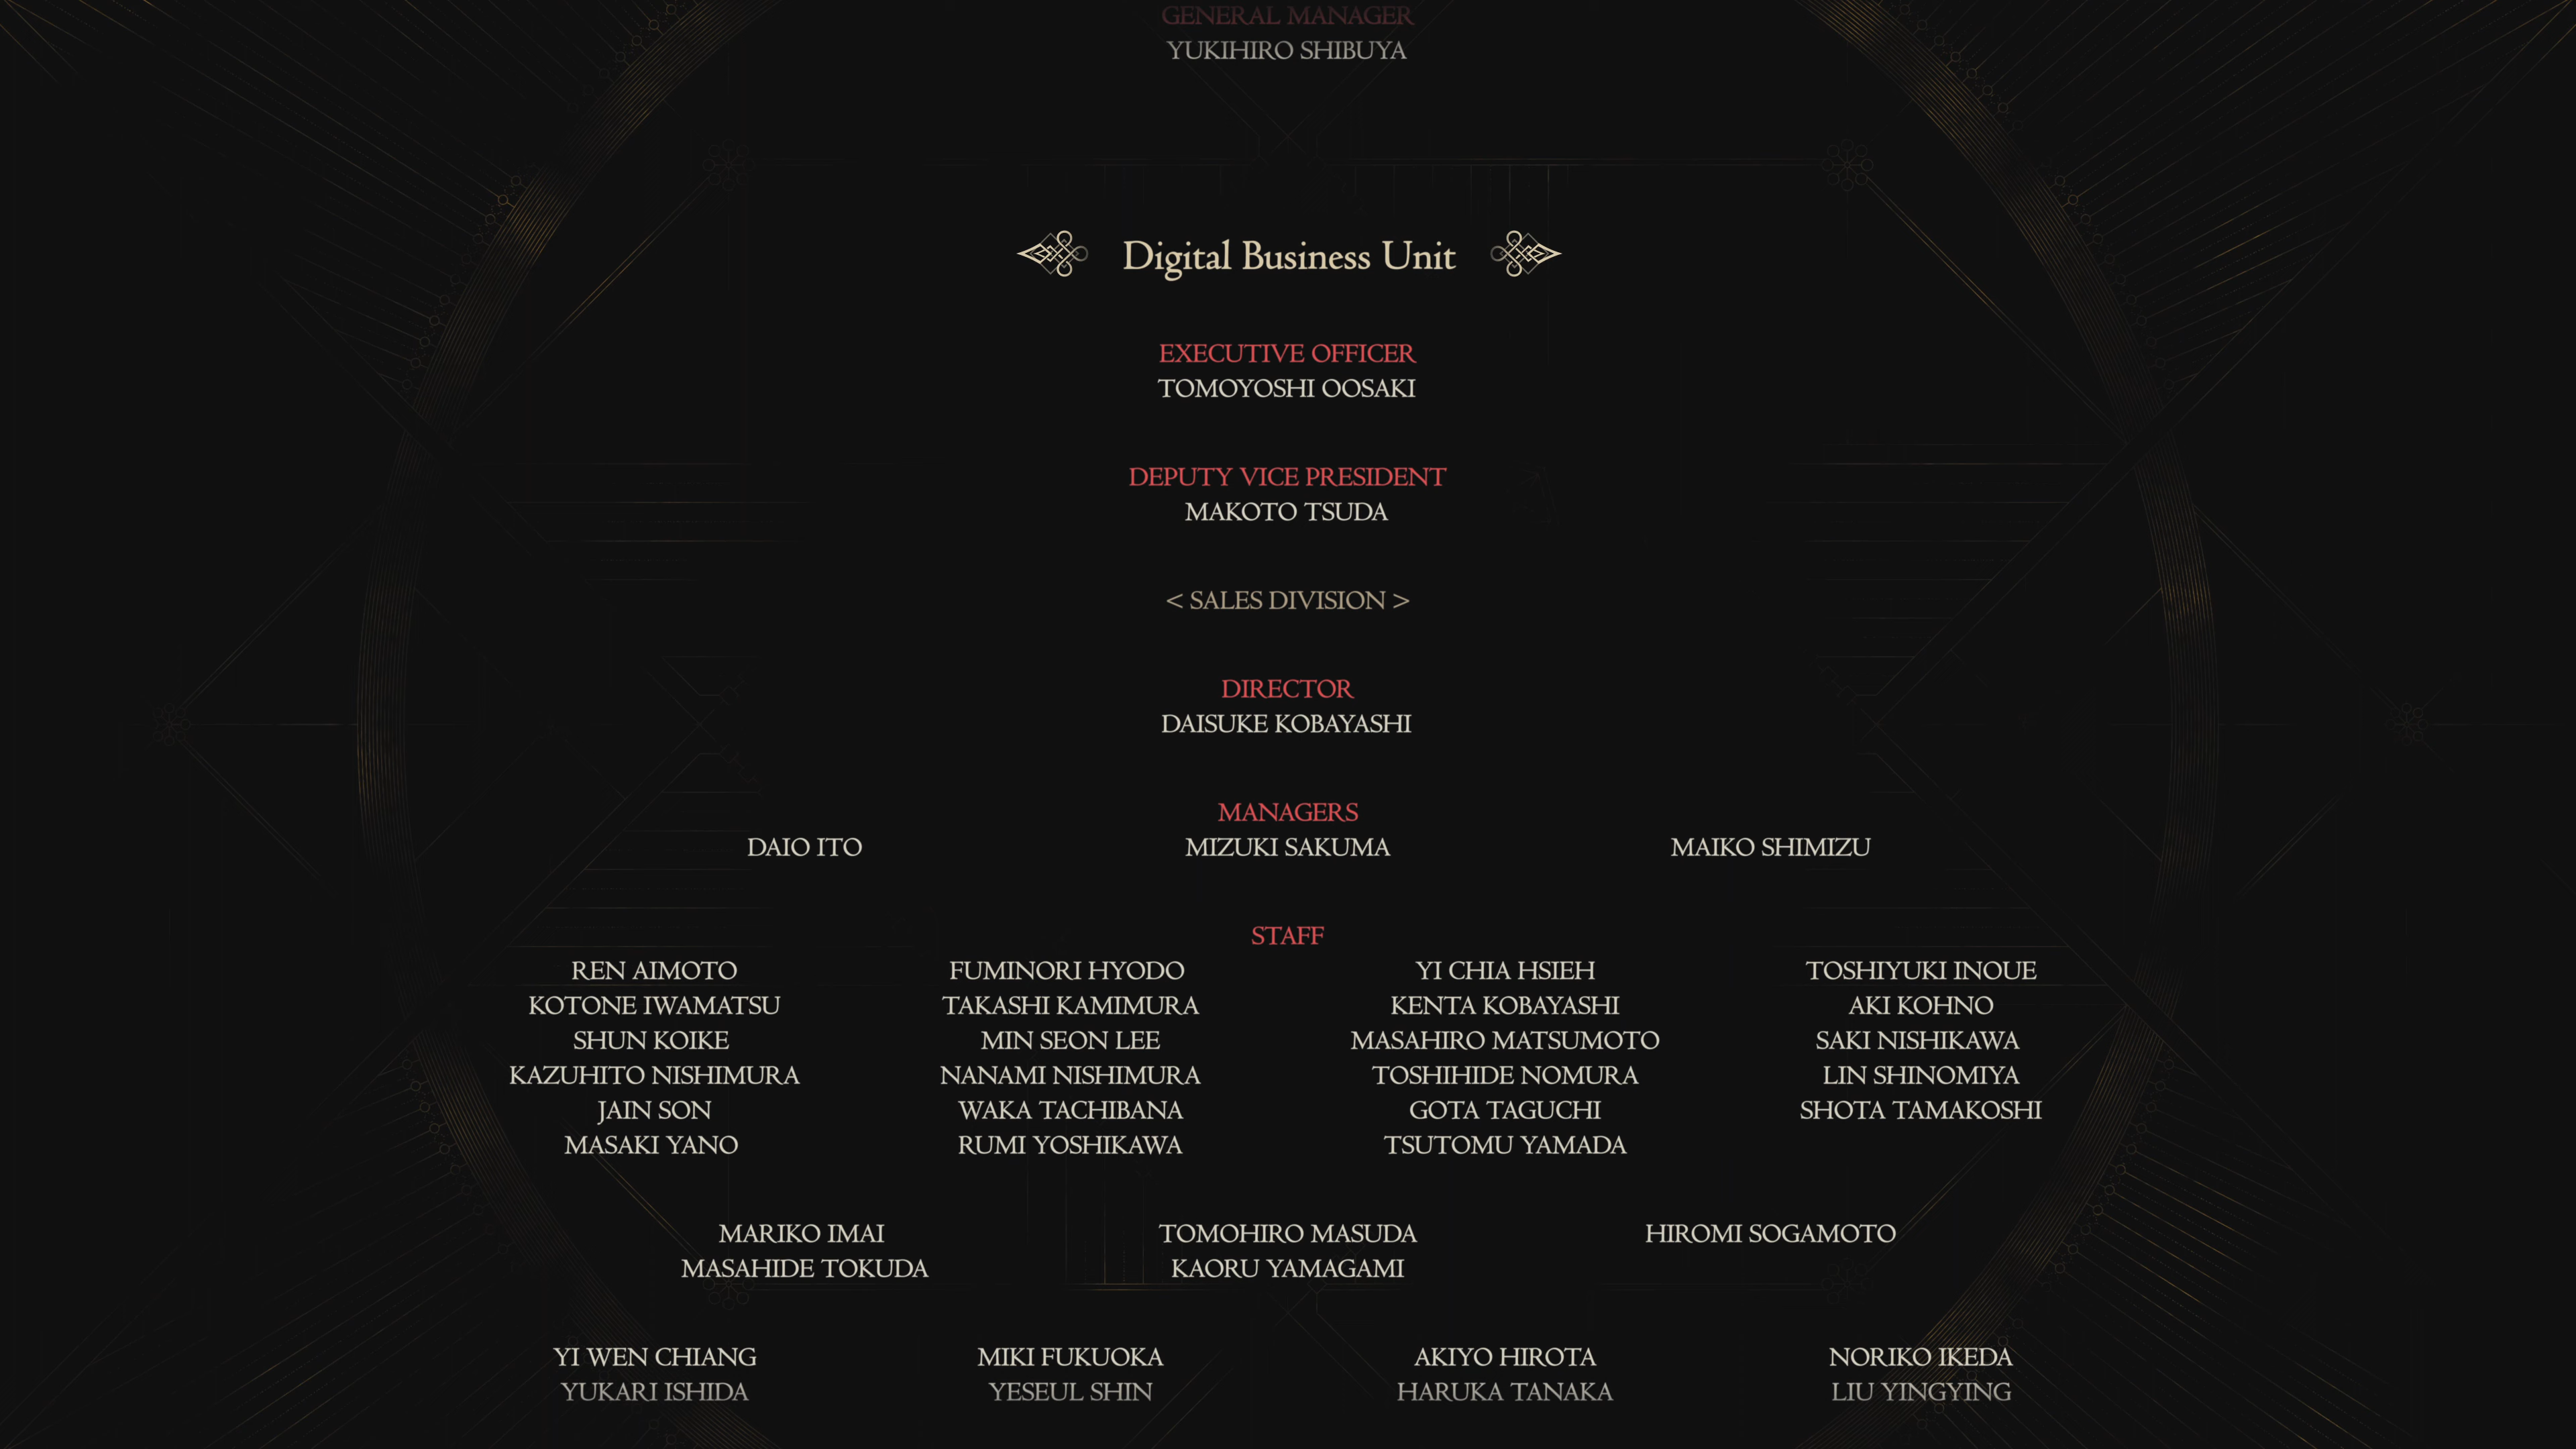 GENERAL MANAGER
YUKIHIRO SHIBUYA
Digital Business Unit
EXECUTIVE OFFICER
TOMOYOSHI OOSAKI
DEPUTY VICE PRESIDENT
MAKOTO TSUDA
< SALES DIVISION >
DIRECTOR
DAISUKE KOBAYASHI
MANAGERS
DAIO ITO MIZUKI SAKUMA MAIKO SHIMIZU
STAFF
REN AIMOTO FUMINORI HYODO YI CHIA HSIEH TOSHIYUKI INOUE
KOTONE IWAMATSU TAKASHI KAMIMURA KENTA KOBAYASHI AKI KOHNO
SHUN KOIKE MIN SEON LEE MASAHIRO MATSUMOTO SAKI NISHIKAWA
KAZUHITO NISHIMURA NANAMI NISHIMURA TOSHIHIDE NOMURA LIN SHINOMIYA
JAIN SON WAKA TACHIBANA GOTA TAGUCHI SHOTA TAMAKOSHI
MASAKI YANO RUMI YOSHIKAWA TSUTOMU YAMADA
MARIKO IMAI TOMOHIRO MASUDA HIROMI SOGAMOTO
MASAHIDE TOKUDA KAORU YAMAGAMI
YI WEN CHIANG MIKI FUKUOKA AKIYO HIROTA NORIKO IKEDA
YUKARI ISHIDA YESEUL SHIN HARUKA TANAKA LIU YINGYING